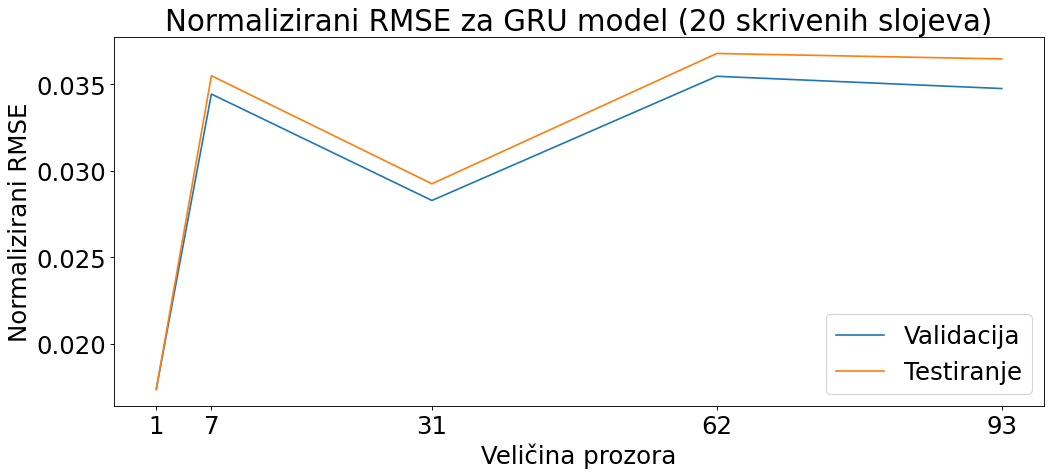 Normalizirani RMSE za GRU model (20 skrivenih slojeva)
Normalizirani RMSE
0.035
0.030
0.025
0.020
Validacija
Testiranje
1 7 31 62 93
Veličina prozora